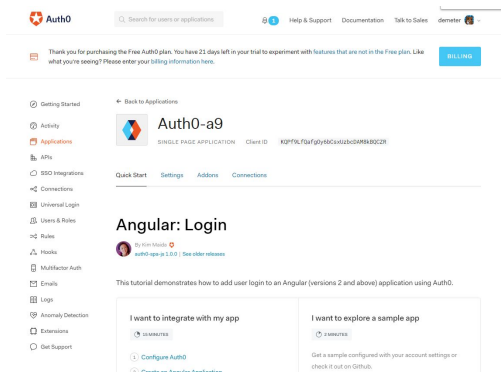 Auth0
Search for users or applications
1
Help & Support
Documentation
Talk to Sales
demeter
Thank you for purchasing the Free Auth0 plan. You have 21 days left in your trial to experiment with features that are not in the Free plan. Like
what you're seeing? Please enter your billing information here.
BILLING
Getting Started
Activity
Applications
APIs
SSO Integrations
Connections
Universal Login
Users & Roles
Rules
Hooks
Multifactor Auth
Emails
Logs
Anomaly Detection
Extensions
Get Support
← Back to Applications
Auth0-a9
SINGLE PAGE APPLICATION
Client ID
Quick Start
Settings
Addons
Connections
Angular: Login
By Kim Maida
auth0-spa-js 1.0.0 | See older releases
This tutorial demonstrates how to add user login to an Angular (versions 2 and above) application using Auth0.
I want to integrate with my app
15 MINUTES
1 Configure Auth0
2 Create an Angular Application
I want to explore a sample app
2 MINUTES
Get a sample configured with your account settings or
check it out on Github.